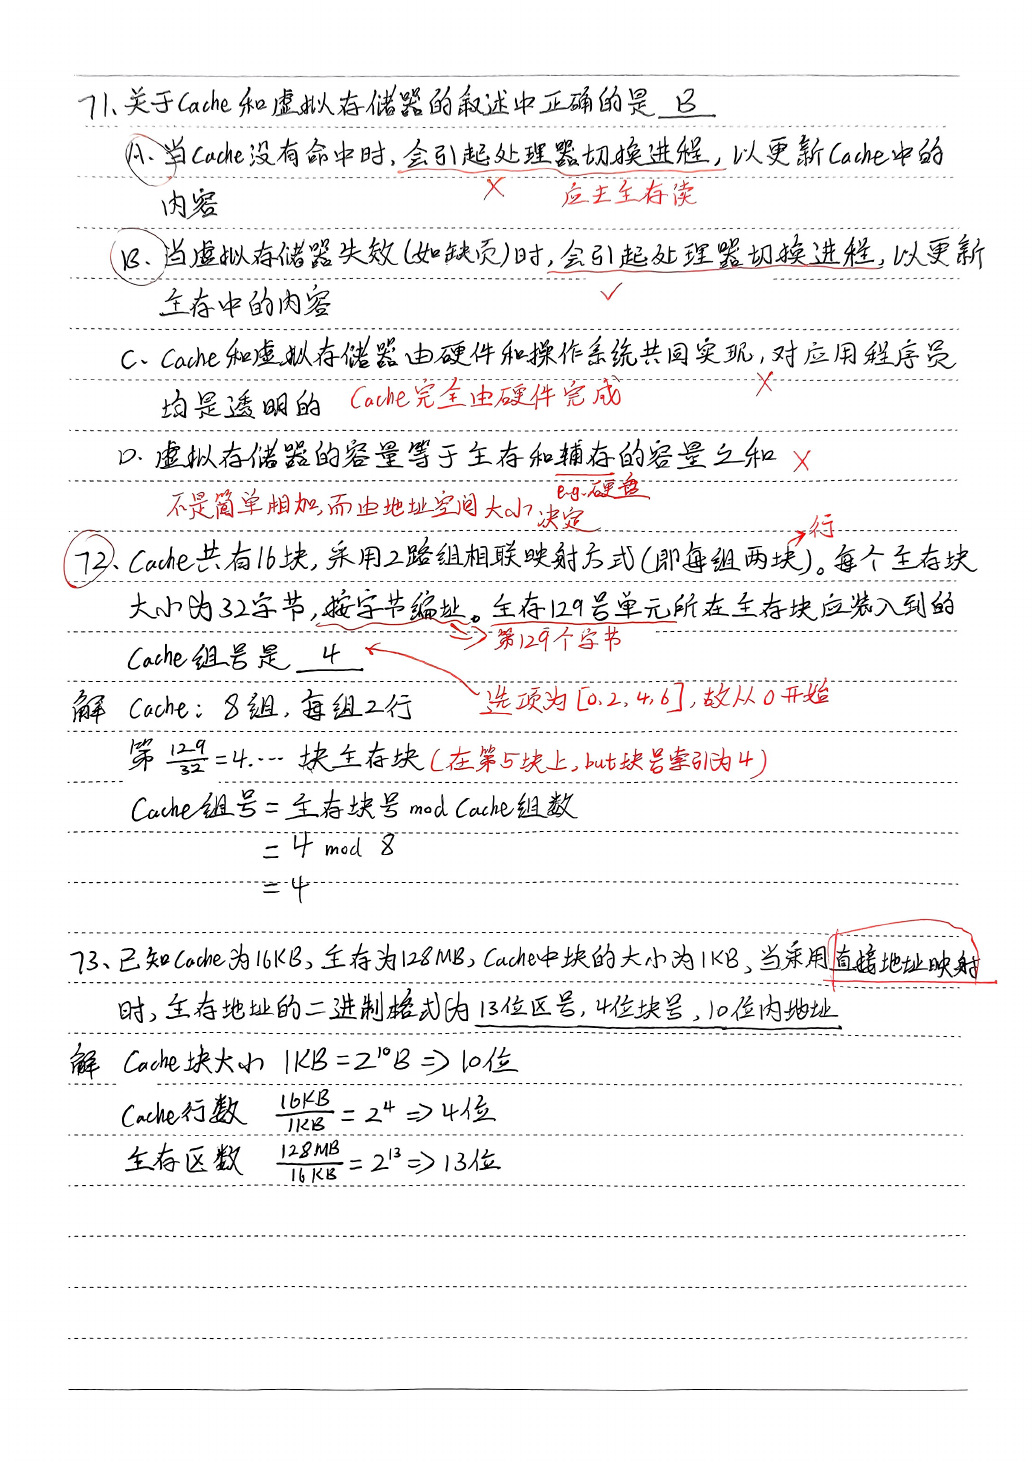 71、关于Cache和虚拟存储器的叙述中正确的是 B
A. 当Cache没有命中时，会引起处理器切换进程，以更新Cache中的
× 应去主存读
内容
B. 当虚拟存储器失效(如缺页)时，会引起处理器切换进程，以更新
✓
主存中的内容
C. Cache和虚拟存储器由硬件和操作系统共同实现，对应用程序员
×
均是透明的 Cache完全由硬件完成
D. 虚拟存储器的容量等于主存和辅存的容量之和 ×
e.g.硬盘
不是简单相加，而由地址空间大小决定
行
72、Cache共有16块，采用2路组相联映射方式(即每组两块)。每个主存块
大小为32字节，按字节编址。主存129号单元所在主存块应装入到的
=> 第129个字节
Cache组号是 4
选项为[0,2,4,6]，故从0开始
解 Cache：8组，每组2行
第 129/32 = 4.… 块主存块(在第5块上，but块号索引为4)
Cache组号 = 主存块号 mod Cache组数
= 4 mod 8
= 4
73、已知Cache为16KB，主存为128MB，Cache中块的大小为1KB，当采用直接地址映射
时，主存地址的二进制格式为 13位区号，4位块号，10位内地址
解 Cache块大小 1KB=2¹⁰B => 10位
Cache行数 16KB/1KB = 2⁴ => 4位
主存区数 128MB/16KB = 2¹³ => 13位